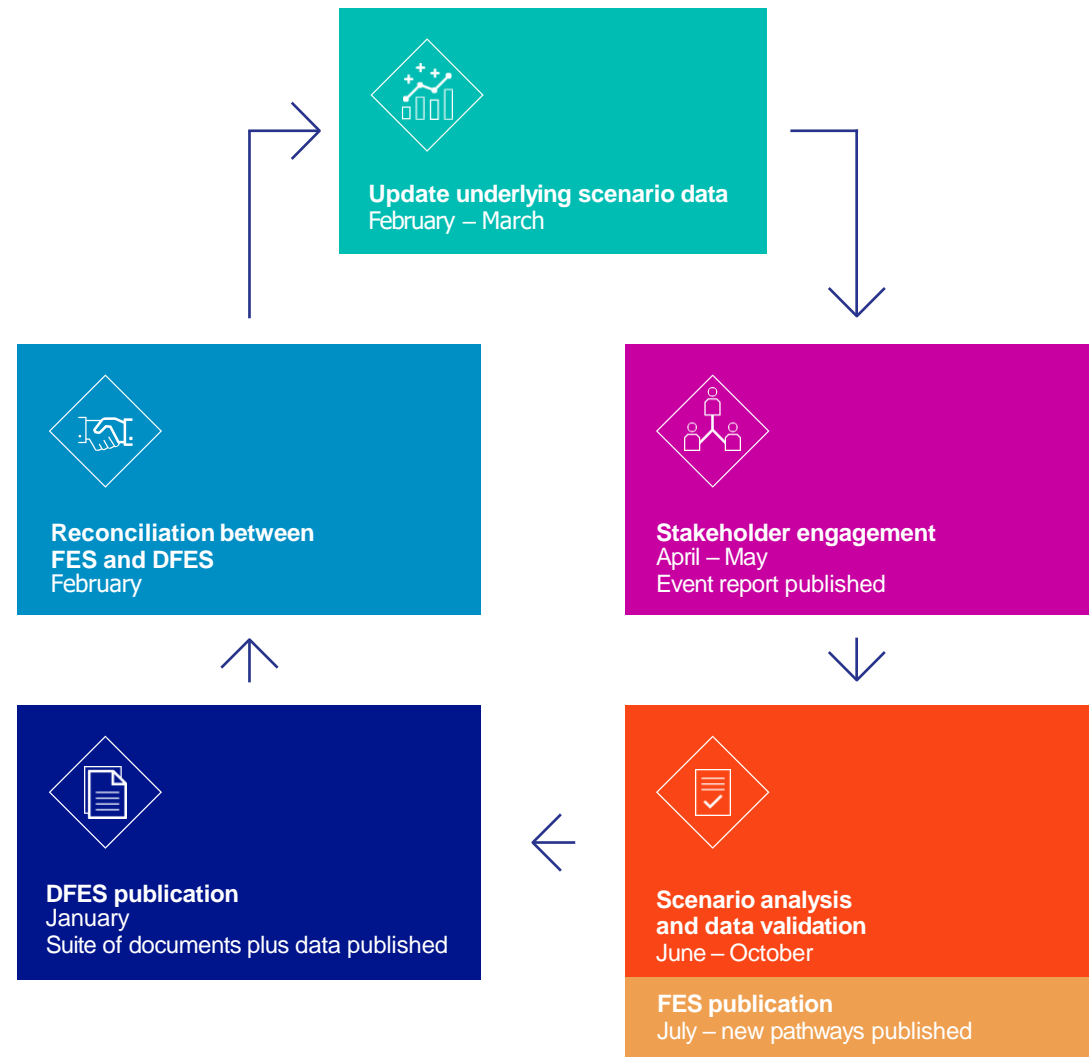 Update underlying scenario data
February – March
Stakeholder engagement
April – May
Event report published
Scenario analysis
and data validation
June – October
FES publication
July – new pathways published
DFES publication
January
Suite of documents plus data published
Reconciliation between
FES and DFES
February